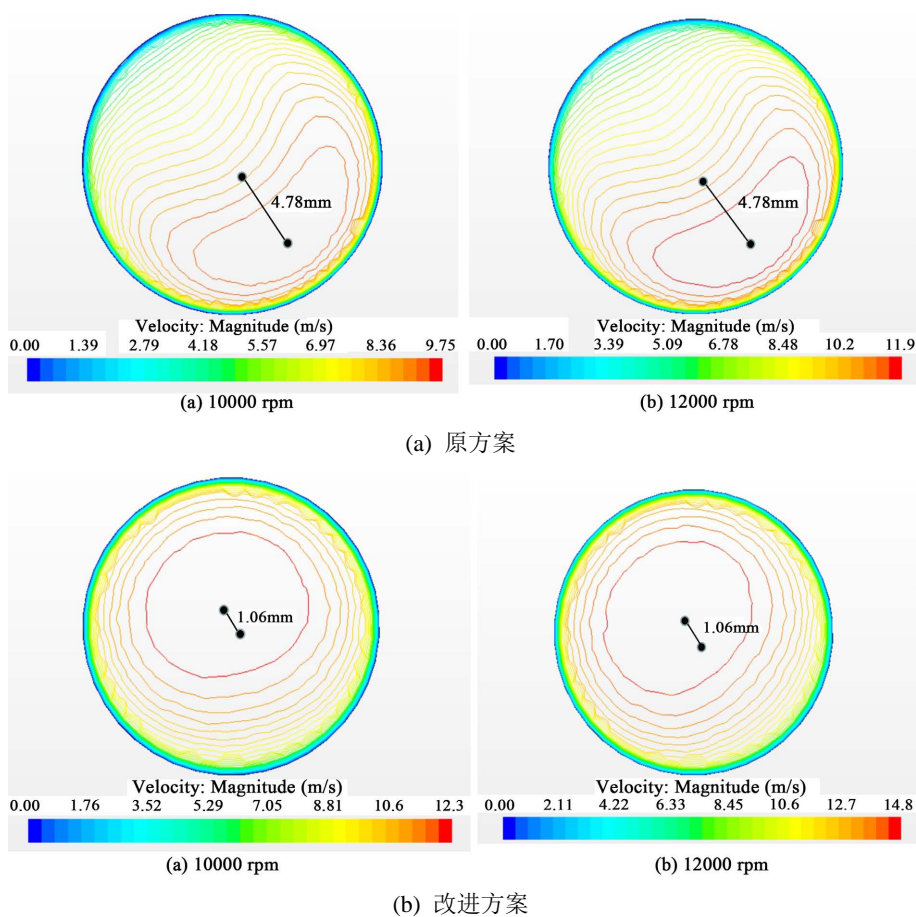 4.78mm 4.78mm
Velocity: Magnitude (m/s) Velocity: Magnitude (m/s)
0.00 1.39 2.79 4.18 5.57 6.97 8.36 9.75 0.00 1.70 3.39 5.09 6.78 8.48 10.2 11.9
(a) 10000 rpm (b) 12000 rpm
(a) 原方案
1.06mm 1.06mm
Velocity: Magnitude (m/s) Velocity: Magnitude (m/s)
0.00 1.76 3.52 5.29 7.05 8.81 10.6 12.3 0.00 2.11 4.22 6.33 8.45 10.6 12.7 14.8
(a) 10000 rpm (b) 12000 rpm
(b) 改进方案